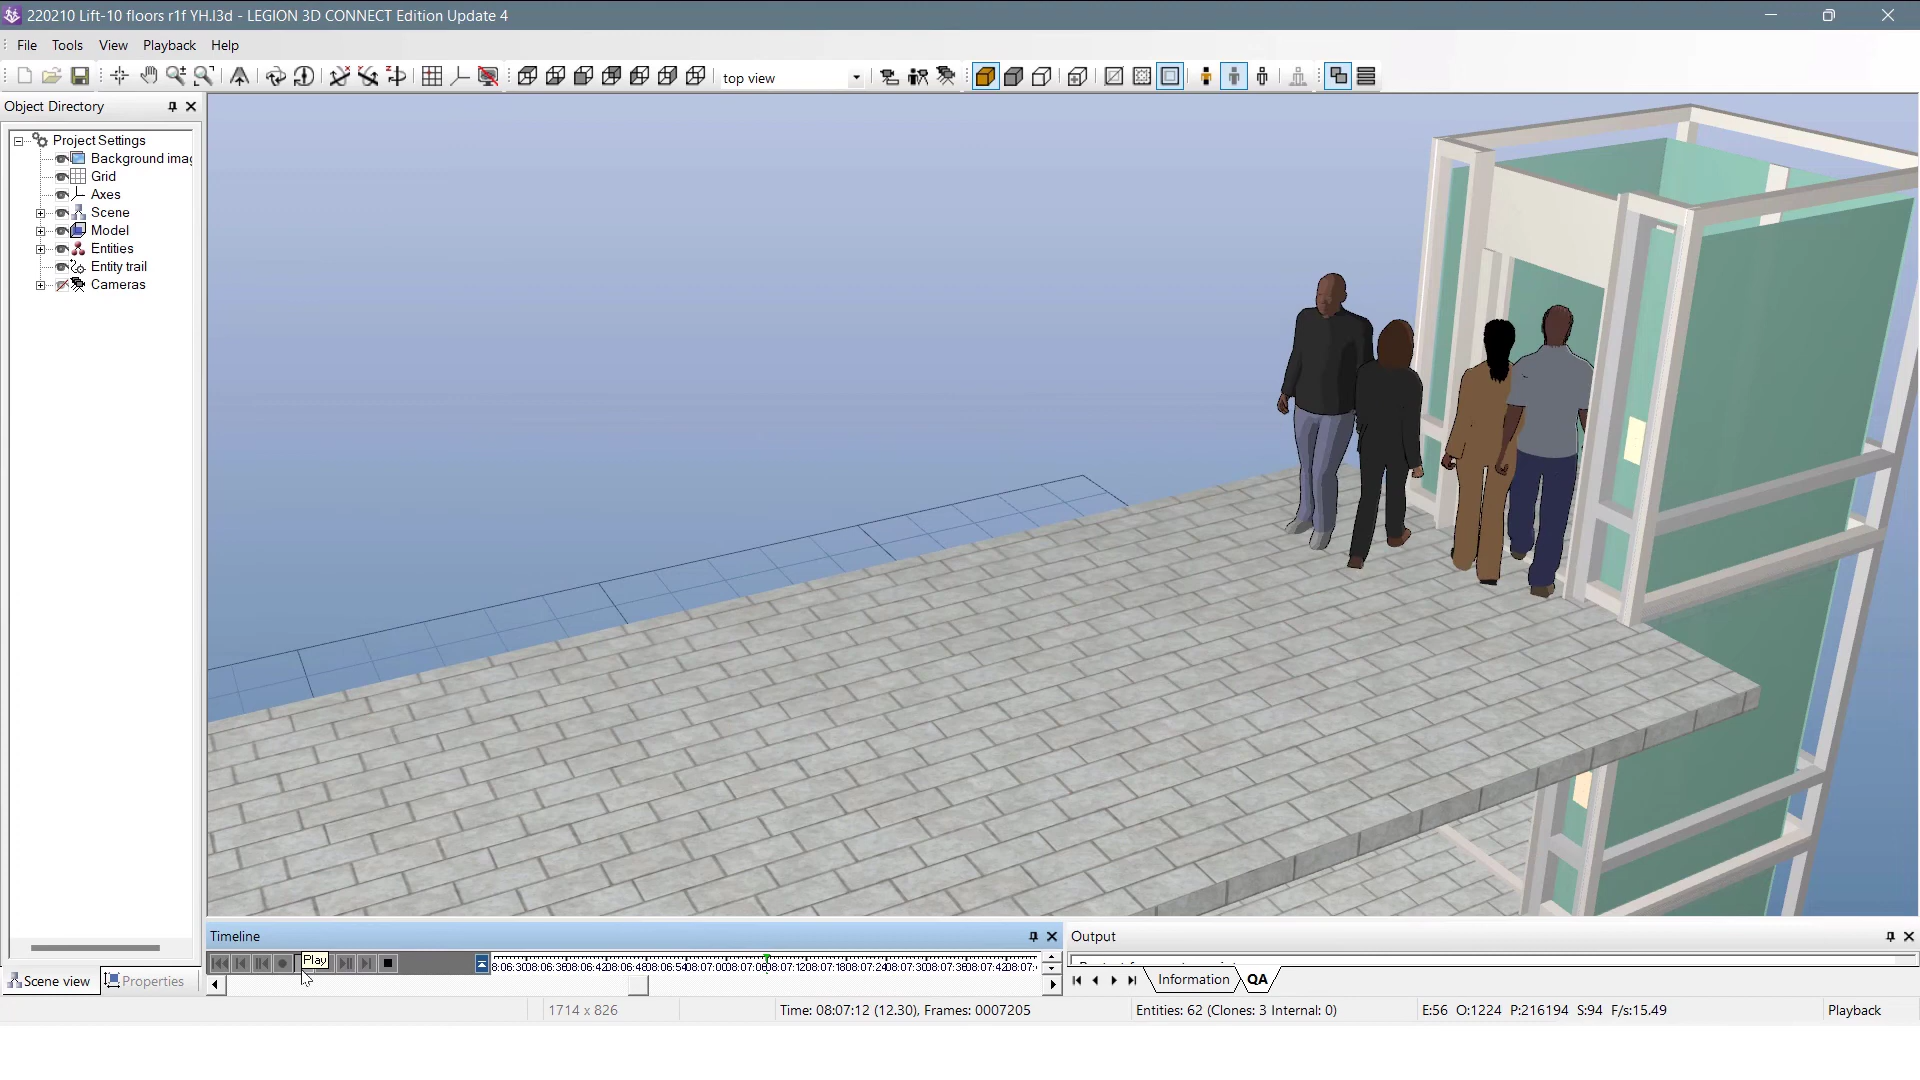 220210 Lift-10 floors r1f YH.l3d - LEGION 3D CONNECT Edition Update 4
File Tools View Playback Help
top view
Object Directory
Project Settings
Background imag
Grid
Axes
Scene
Model
Entities
Entity trail
Cameras
Scene view Properties
Timeline
Play
Output
Information QA
1714 x 826
Time: 08:07:12 (12.30), Frames: 0007205
Entities: 62 (Clones: 3 Internal: 0)
E:56 O:1224 P:216194 S:94 F/s:15.49
Playback